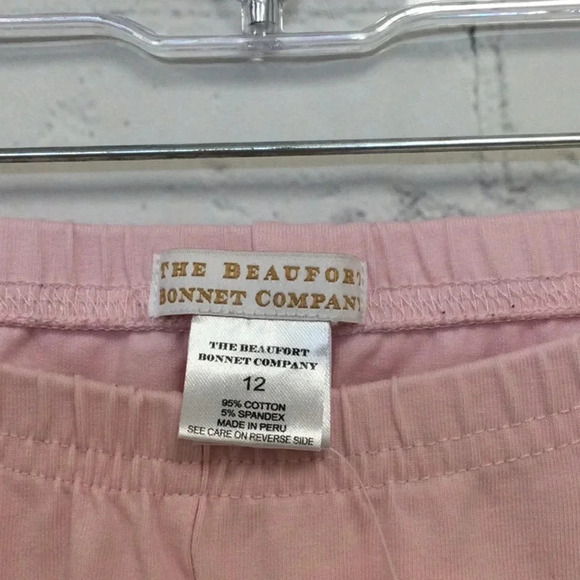 THE BEAUFORT
BONNET COMPANY
THE BEAUFORT
BONNET COMPANY
12
95% COTTON
5% SPANDEX
MADE IN PERU
SEE CARE ON REVERSE SIDE